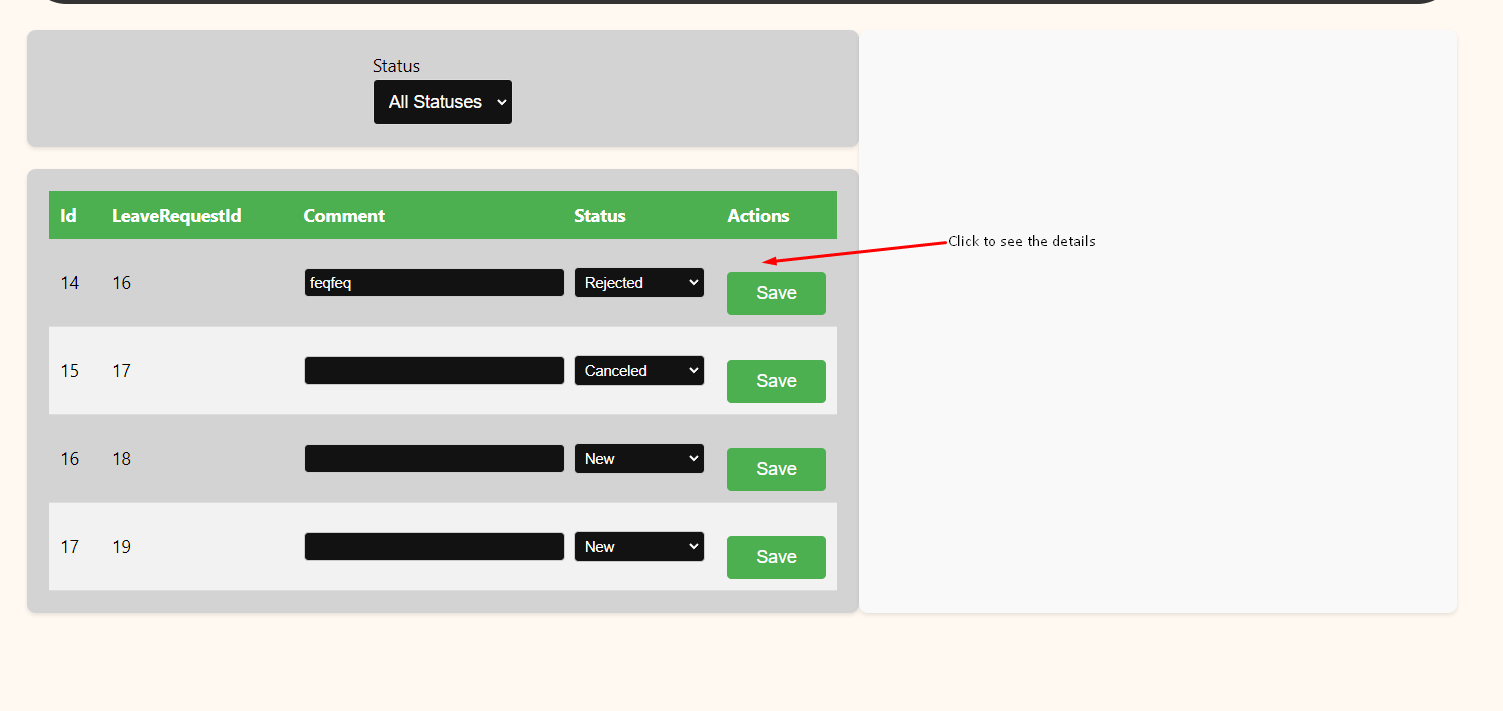 Status
All Statuses
Id LeaveRequestId Comment Status Actions
Click to see the details
14 16 feqfeq Rejected Save
15 17 Canceled Save
16 18 New Save
17 19 New Save